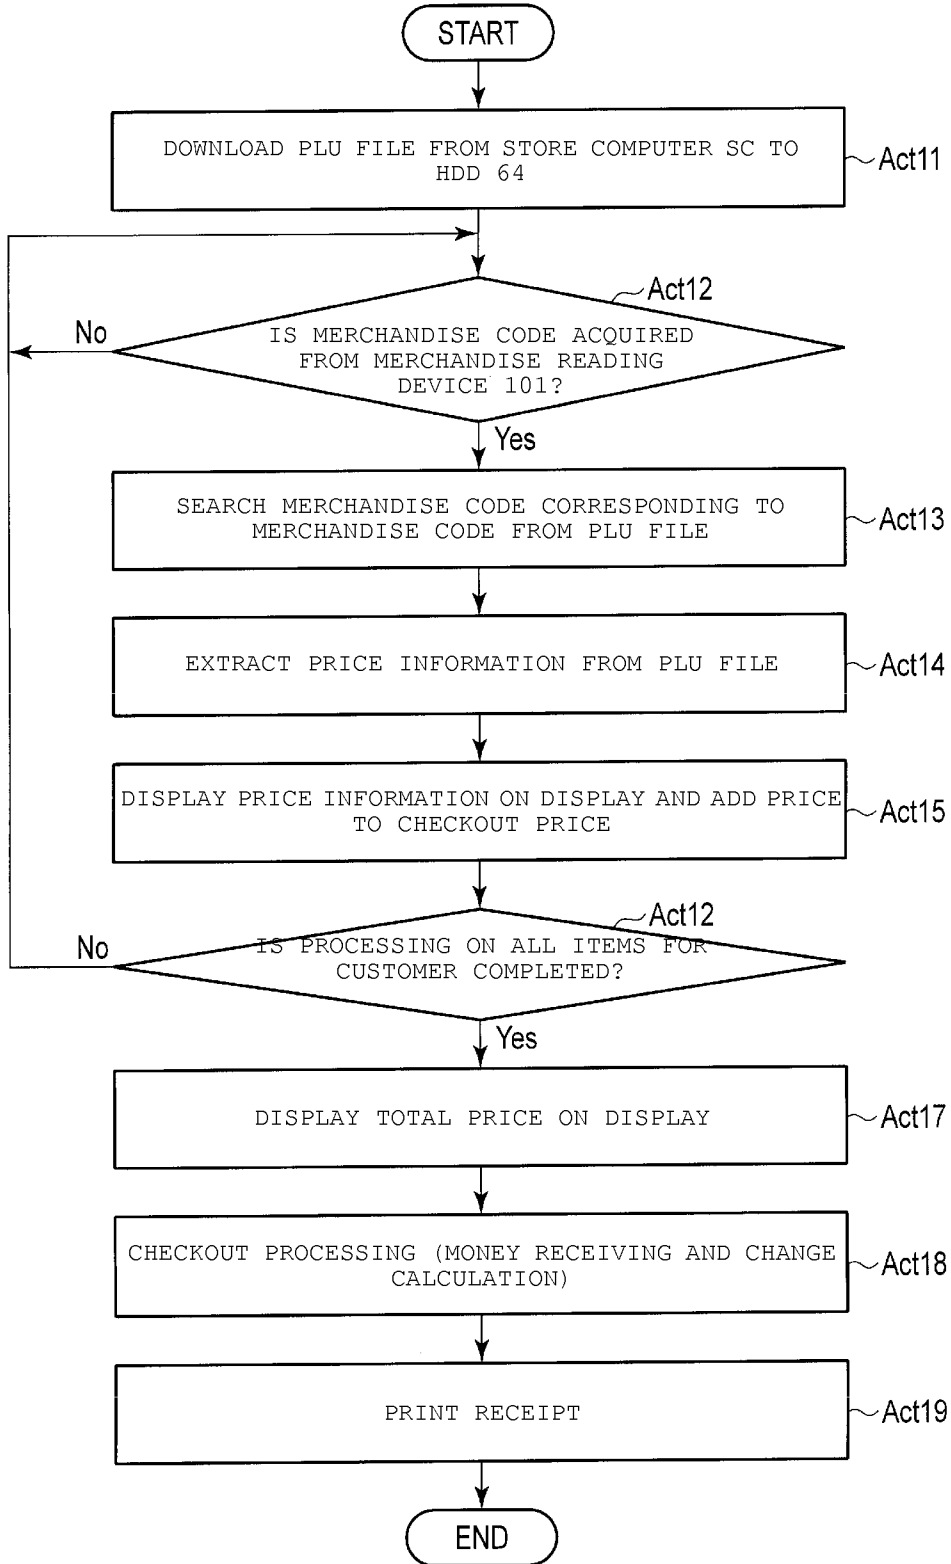 START
DOWNLOAD PLU FILE FROM STORE COMPUTER SC TO
HDD 64
Act11
Act12
No
IS MERCHANDISE CODE ACQUIRED
FROM MERCHANDISE READING
DEVICE 101?
Yes
SEARCH MERCHANDISE CODE CORRESPONDING TO
MERCHANDISE CODE FROM PLU FILE
Act13
EXTRACT PRICE INFORMATION FROM PLU FILE
Act14
DISPLAY PRICE INFORMATION ON DISPLAY AND ADD PRICE
TO CHECKOUT PRICE
Act15
Act12
No
IS PROCESSING ON ALL ITEMS FOR
CUSTOMER COMPLETED?
Yes
DISPLAY TOTAL PRICE ON DISPLAY
Act17
CHECKOUT PROCESSING (MONEY RECEIVING AND CHANGE
CALCULATION)
Act18
PRINT RECEIPT
Act19
END